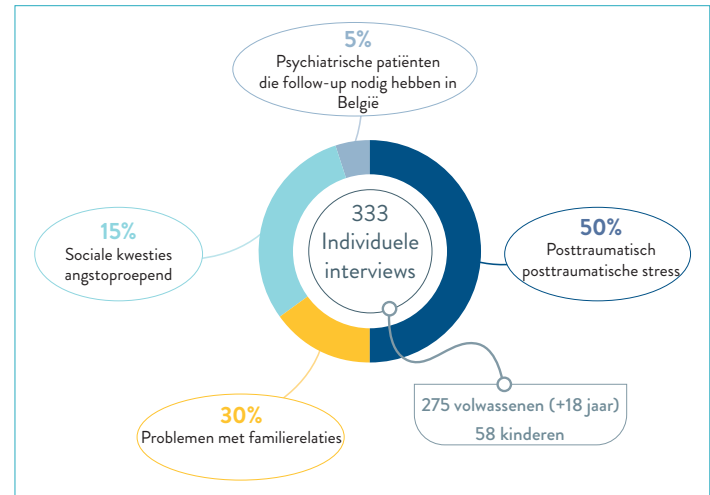 5%
Psychiatrische patiënten
die follow-up nodig hebben in
België
333
Individuele
interviews
15%
Sociale kwesties
angstoproepend
50%
Posttraumatisch
posttraumatische stress
30%
Problemen met familierelaties
275 volwassenen (+18 jaar)
58 kinderen